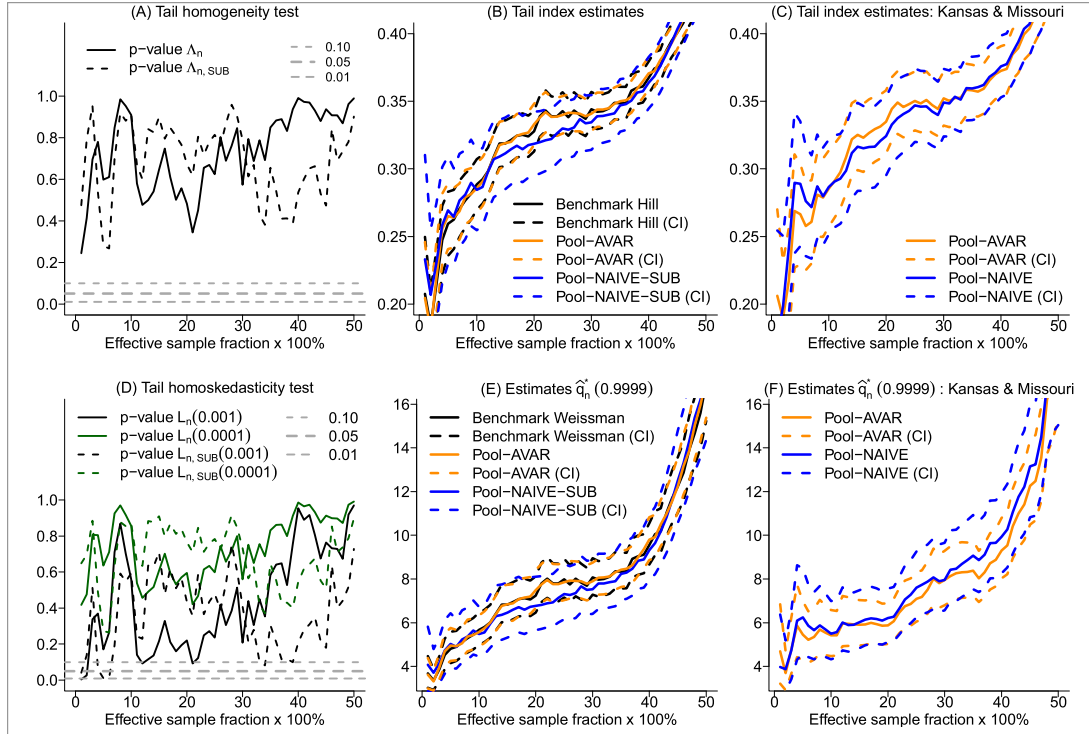 (A) Tail homogeneity test
p−value Λn
p−value Λn, SUB
0.10
0.05
0.01
1.0
0.8
0.6
0.4
0.2
0.0
0 10 20 30 40 50
Effective sample fraction x 100%
(B) Tail index estimates
0.40
0.35
0.30
0.25
0.20
Benchmark Hill
Benchmark Hill (CI)
Pool−AVAR
Pool−AVAR (CI)
Pool−NAIVE−SUB
Pool−NAIVE−SUB (CI)
0 10 20 30 40 50
Effective sample fraction x 100%
(C) Tail index estimates: Kansas & Missouri
0.40
0.35
0.30
0.25
0.20
Pool−AVAR
Pool−AVAR (CI)
Pool−NAIVE
Pool−NAIVE (CI)
0 10 20 30 40 50
Effective sample fraction x 100%
(D) Tail homoskedasticity test
p−value Ln(0.001)
p−value Ln(0.0001)
p−value Ln, SUB(0.001)
p−value Ln, SUB(0.0001)
0.10
0.05
0.01
1.0
0.8
0.6
0.4
0.2
0.0
0 10 20 30 40 50
Effective sample fraction x 100%
(E) Estimates q̂*n (0.9999)
16
14
12
10
8
6
4
Benchmark Weissman
Benchmark Weissman (CI)
Pool−AVAR
Pool−AVAR (CI)
Pool−NAIVE−SUB
Pool−NAIVE−SUB (CI)
0 10 20 30 40 50
Effective sample fraction x 100%
(F) Estimates q̂*n (0.9999) : Kansas & Missouri
16
14
12
10
8
6
4
Pool−AVAR
Pool−AVAR (CI)
Pool−NAIVE
Pool−NAIVE (CI)
0 10 20 30 40 50
Effective sample fraction x 100%